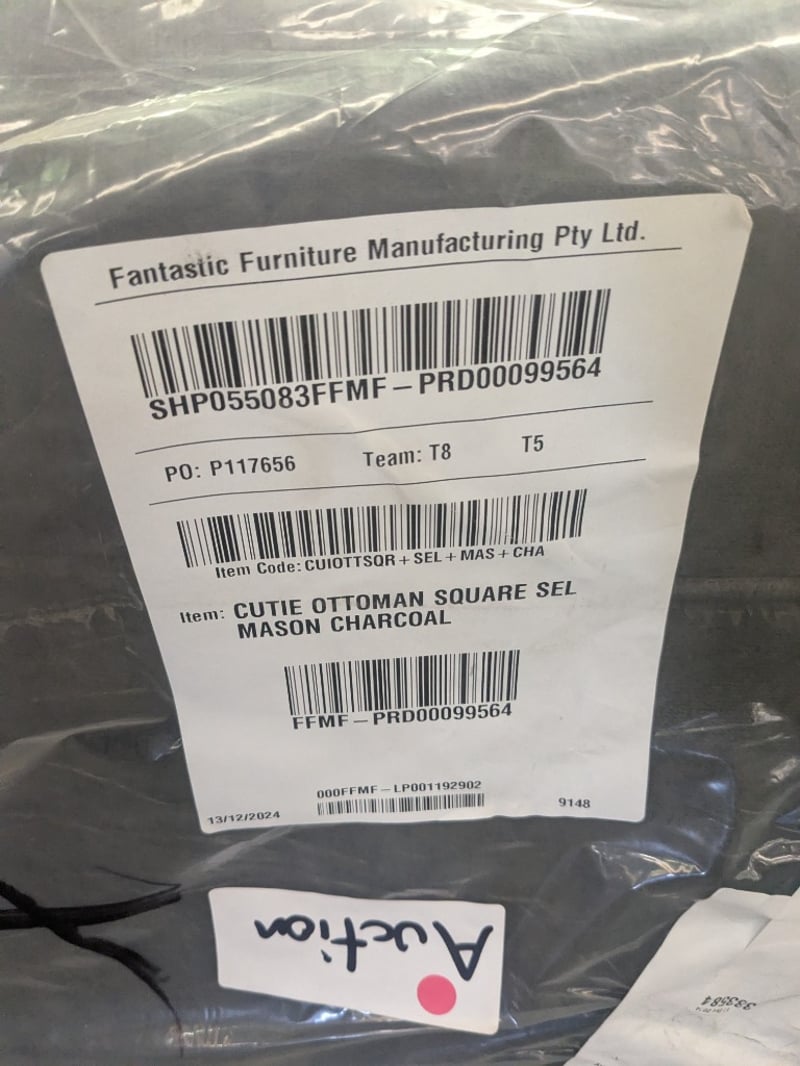 Fantastic Furniture Manufacturing Pty Ltd.
SHP055083FFMF-PRD00099564
PO: P117656 Team: T8 T5
Item Code: CUIOTTSQR+SEL+MAS+CHA
Item: CUTIE OTTOMAN SQUARE SEL
MASON CHARCOAL
FFMF-PRD00099564
000FFMF-LP001192902
13/12/2024 9148
Auction
333584